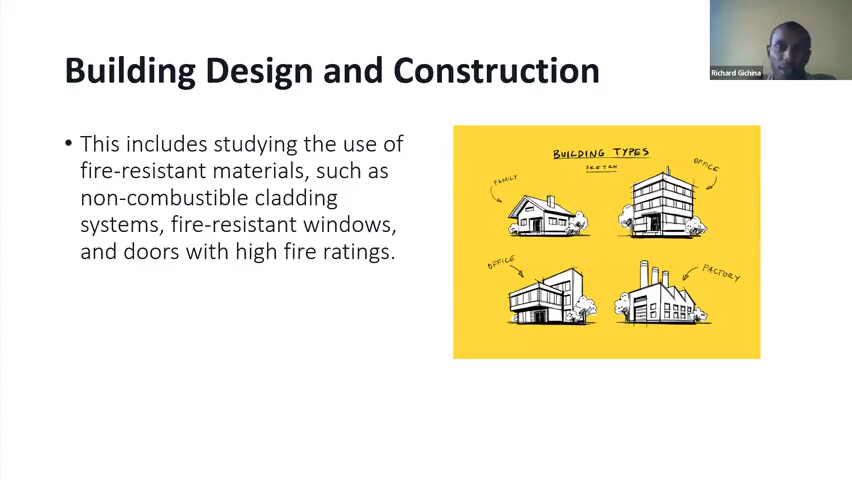 Building Design and Construction
Richard Gichina
• This includes studying the use of
fire-resistant materials, such as
non-combustible cladding
systems, fire-resistant windows,
and doors with high fire ratings.
BUILDING TYPES
SKETCH
FAMILY
OFFICE
OFFICE
FACTORY